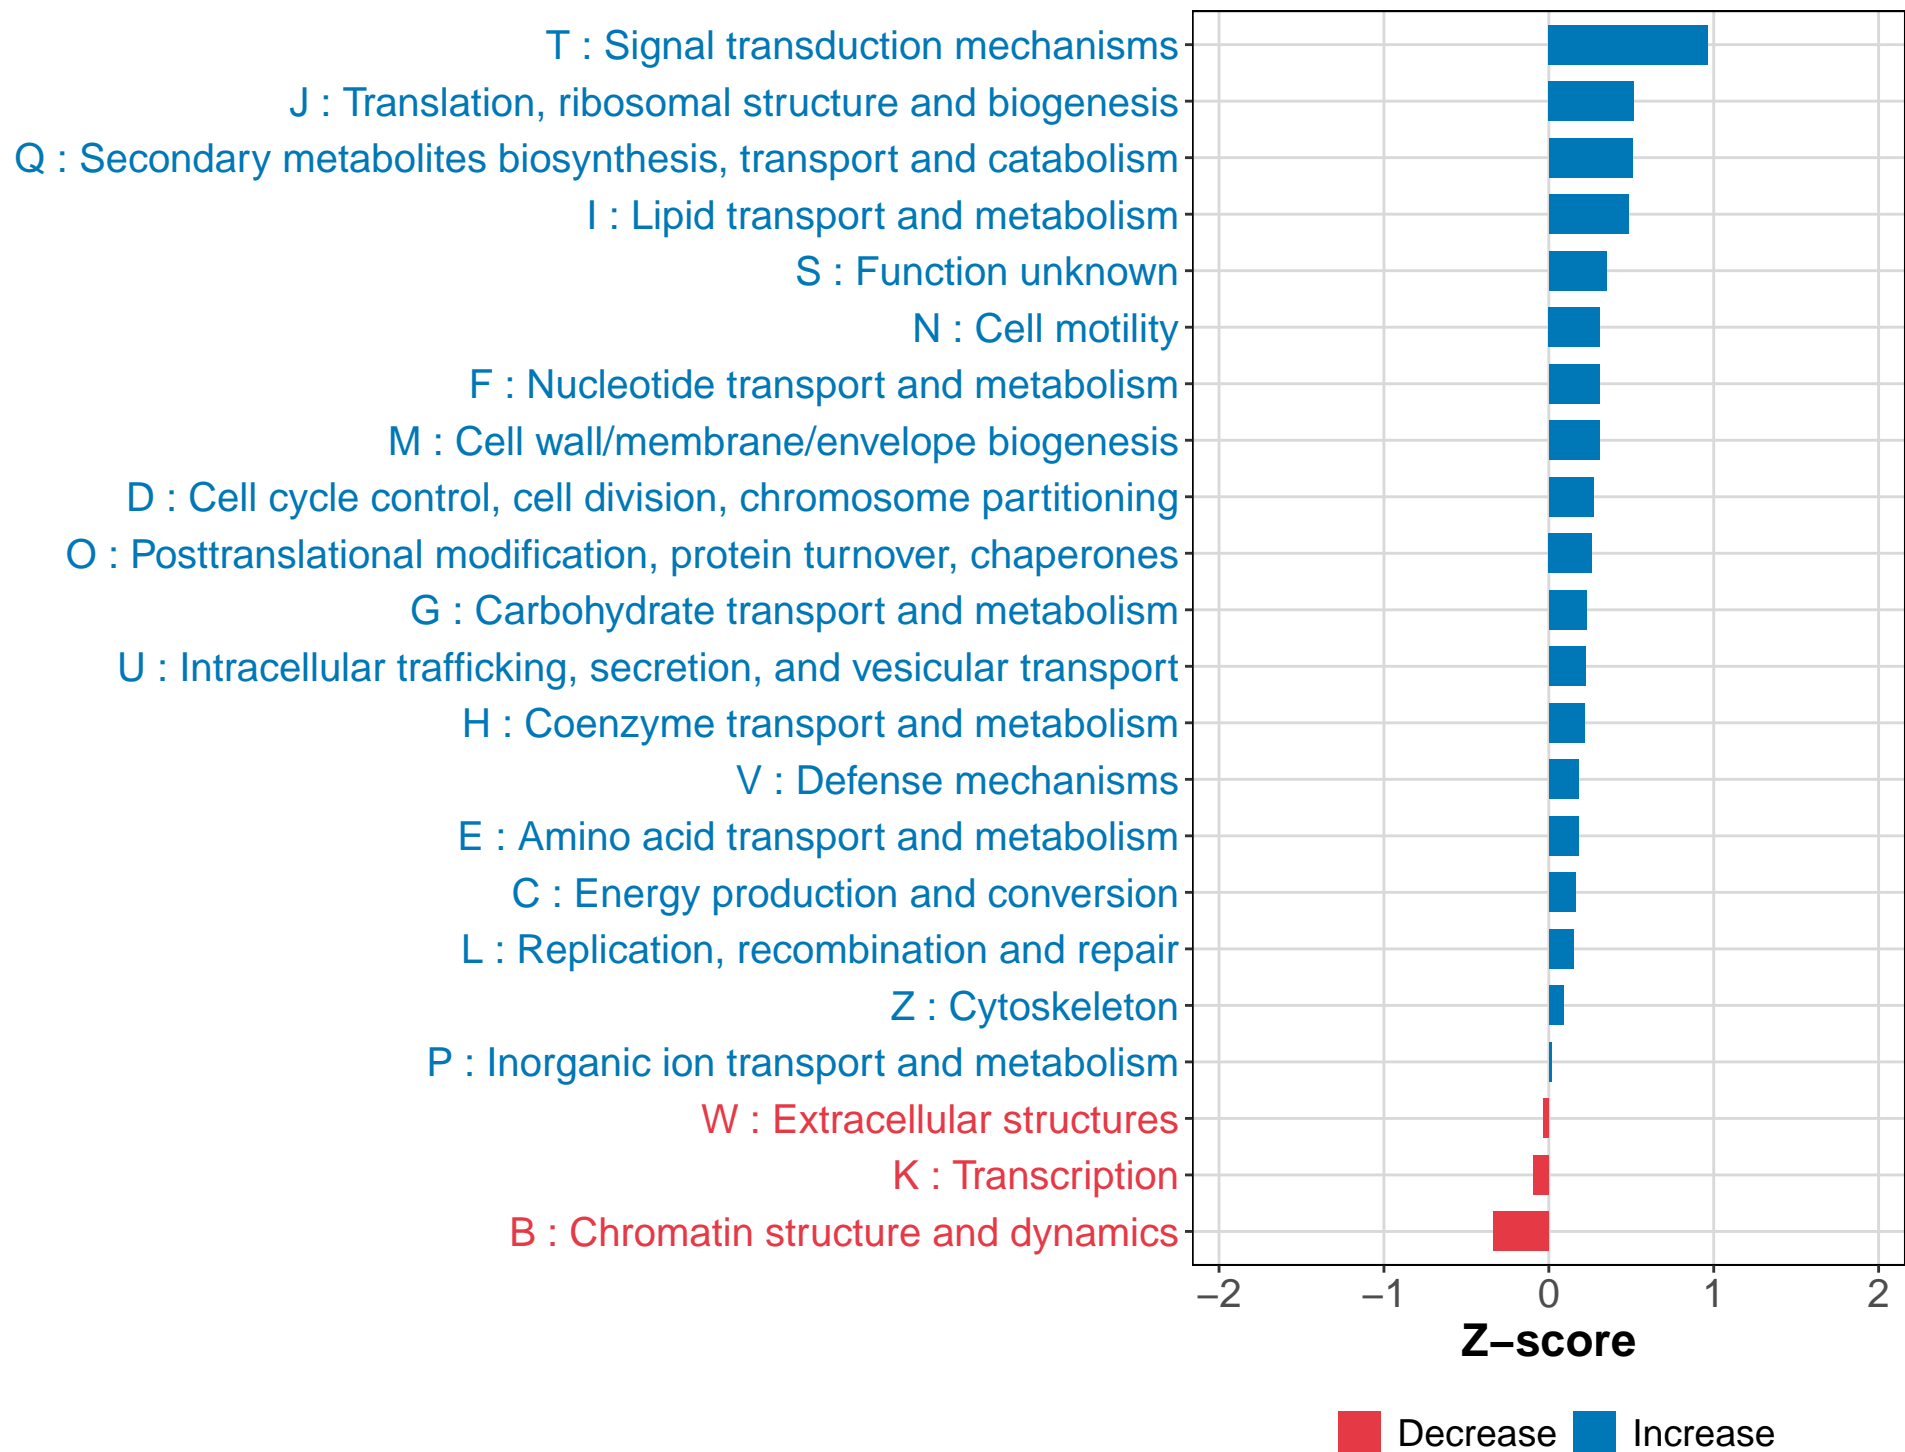 T : Signal transduction mechanisms
J : Translation, ribosomal structure and biogenesis
Q : Secondary metabolites biosynthesis, transport and catabolism
I : Lipid transport and metabolism
S : Function unknown
N : Cell motility
F : Nucleotide transport and metabolism
M : Cell wall/membrane/envelope biogenesis
D : Cell cycle control, cell division, chromosome partitioning
O : Posttranslational modification, protein turnover, chaperones
G : Carbohydrate transport and metabolism
U : Intracellular trafficking, secretion, and vesicular transport
H : Coenzyme transport and metabolism
V : Defense mechanisms
E : Amino acid transport and metabolism
C : Energy production and conversion
L : Replication, recombination and repair
Z : Cytoskeleton
P : Inorganic ion transport and metabolism
W : Extracellular structures
K : Transcription
B : Chromatin structure and dynamics
−2 −1 0 1 2
Z−score
Decrease Increase